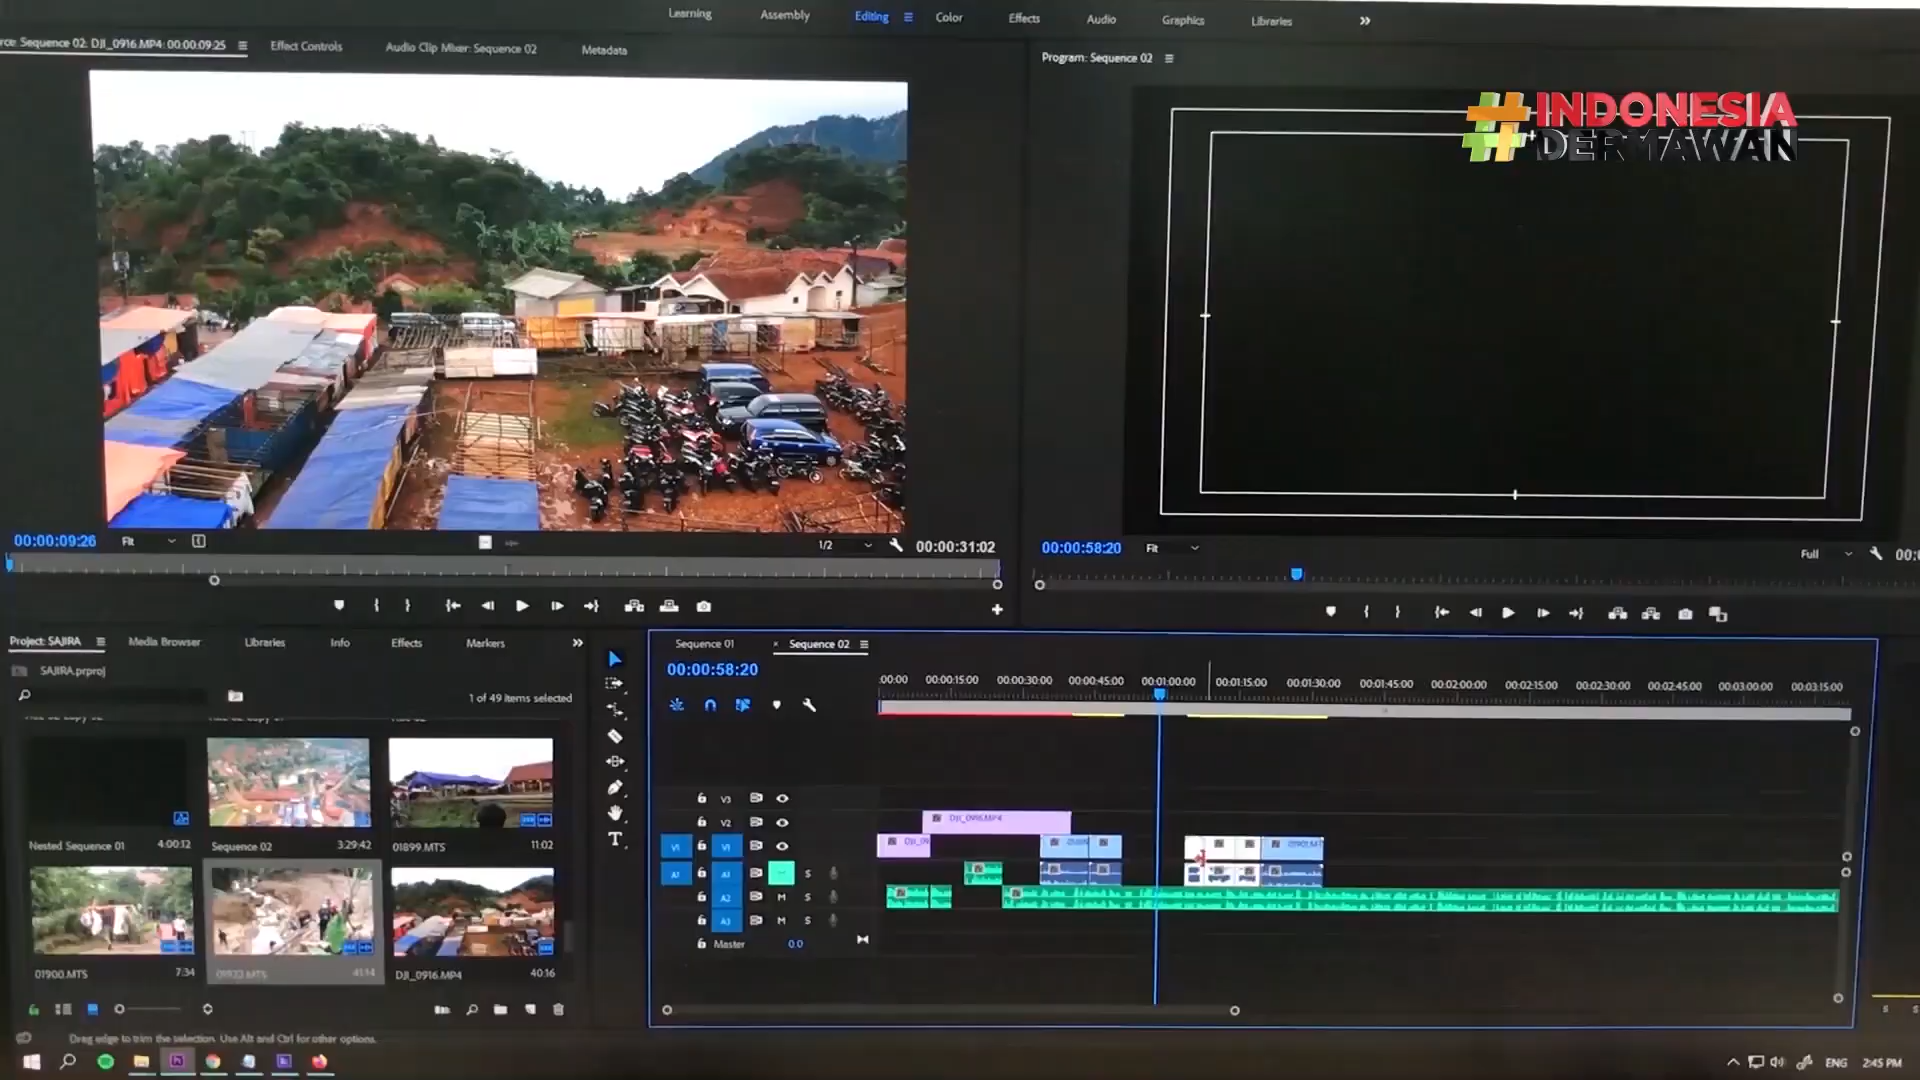 Learning Assembly Editing Color Effects Audio Graphics Libraries
rce: Sequence 02: DJI_0916.MP4: 00:00:09:25 Effect Controls Audio Clip Mixer: Sequence 02 Metadata
Program: Sequence 02
#INDONESIA
DERMAWAN
00:00:09:26 Fit 1/2 00:00:31:02
00:00:58:20 Fit Full 00:
Project: SAJIRA Media Browser Libraries Info Effects Markers
SAJIRA.prproj
1 of 49 items selected
Nested Sequence 01 4:00:12
Sequence 02 3:29:42
01899.MTS 11:02
01900.MTS 7:34
41:14
DJI_0916.MP4 40:16
Sequence 01 × Sequence 02
00:00:58:20
:00:00 00:00:15:00 00:00:30:00 00:00:45:00 00:01:00:00 00:01:15:00 00:01:30:00 00:01:45:00 00:02:00:00 00:02:15:00 00:02:30:00 00:02:45:00 00:03:00:00 00:03:15:00
V3
V2 DJI_0916.MP4
V1 V1
A1 A1 S
A2 M S
A3 M S
Master 0.0
T
Drag edge to trim the selection. Use Alt and Ctrl for other options.
ENG 2:45 PM